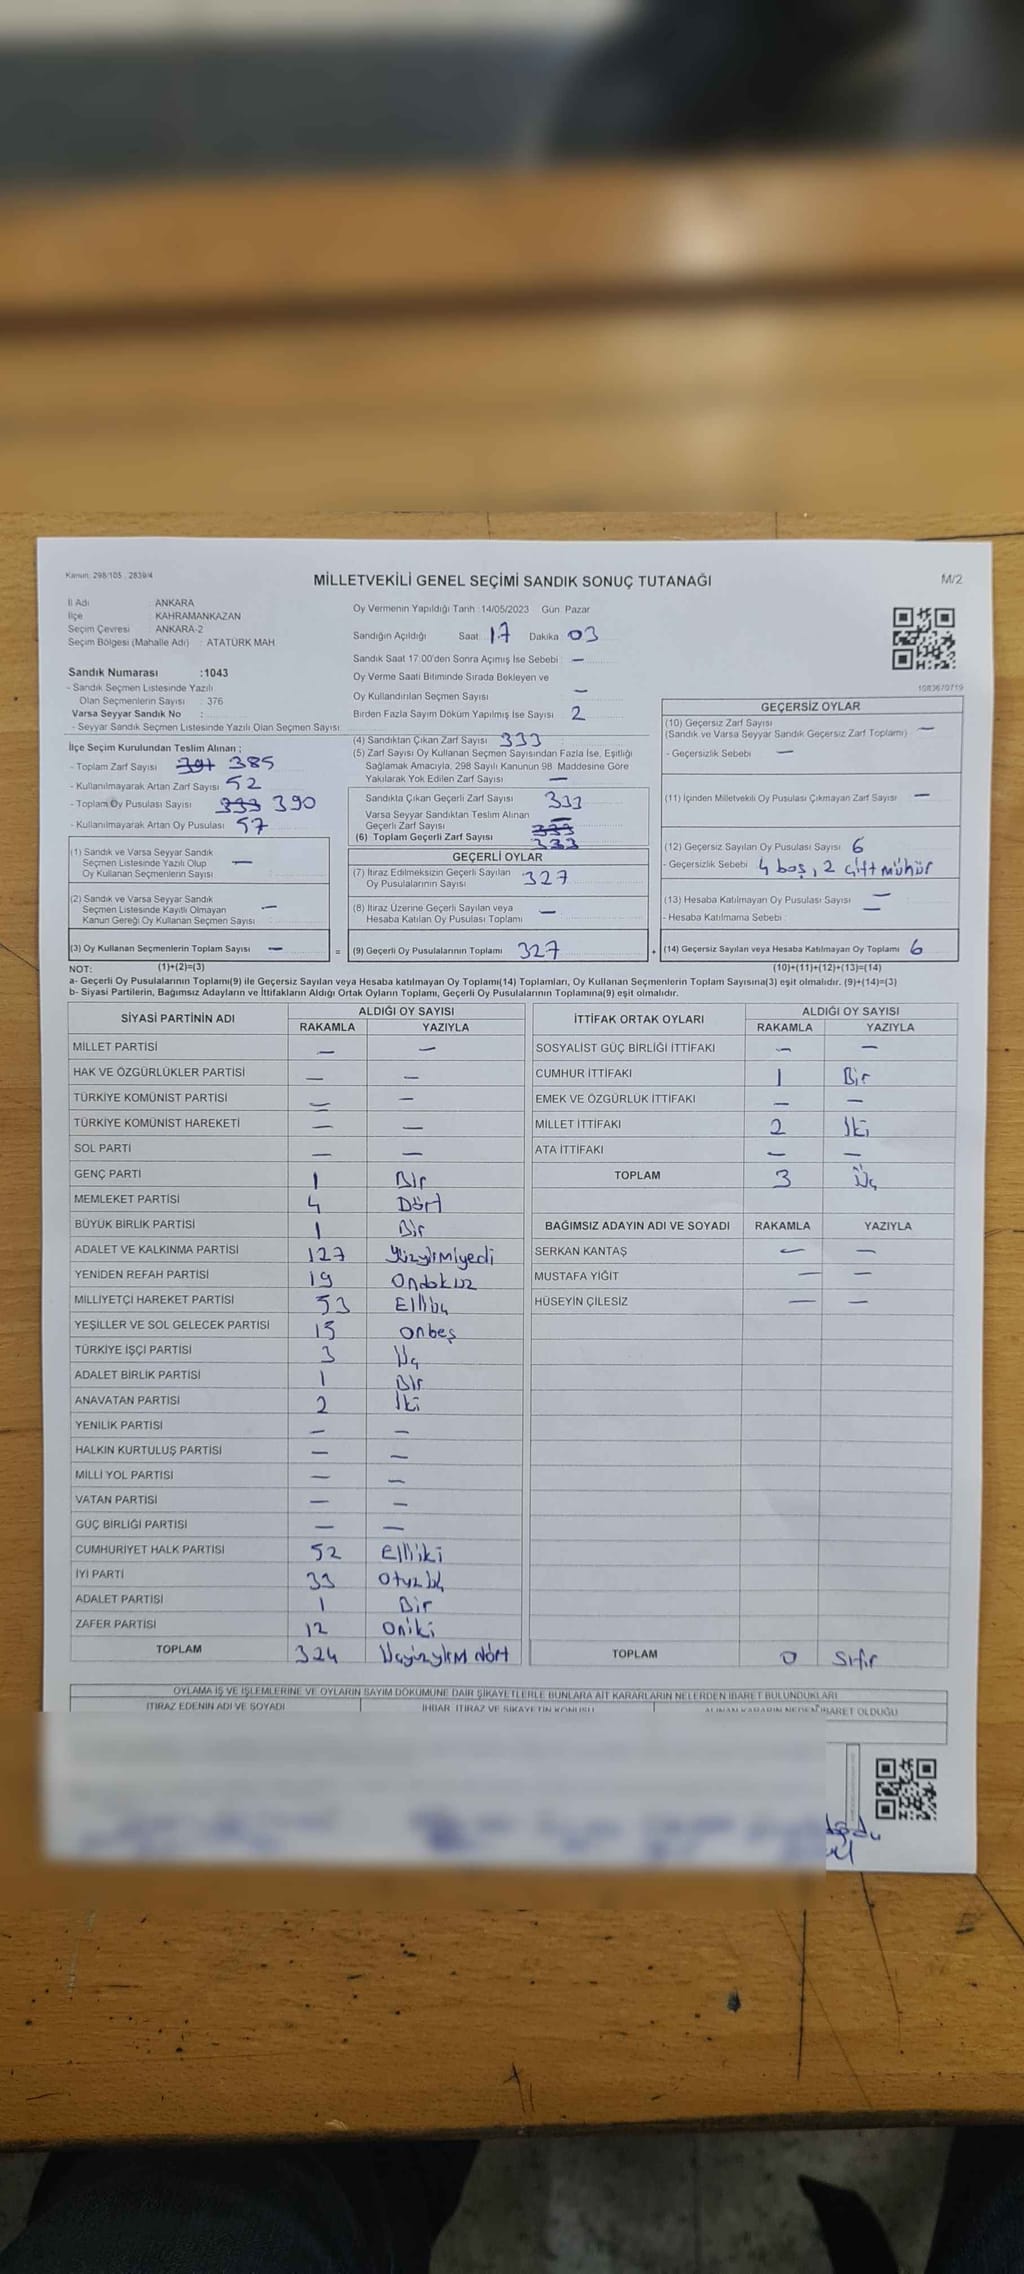 Kanun: 298/105 , 2839/4
MİLLETVEKİLİ GENEL SEÇİMİ SANDIK SONUÇ TUTANAĞI
M/2
İl Adı : ANKARA
İlçe : KAHRAMANKAZAN
Seçim Çevresi : ANKARA-2
Seçim Bölgesi (Mahalle Adı) : ATATÜRK MAH.
Sandık Numarası :1043
- Sandık Seçmen Listesinde Yazılı
Olan Seçmenlerin Sayısı : 376
Varsa Seyyar Sandık No :
- Seyyar Sandık Seçmen Listesinde Yazılı Olan Seçmen Sayısı:
İlçe Seçim Kurulundan Teslim Alınan ;
- Toplam Zarf Sayısı 391 385
- Kullanılmayarak Artan Zarf Sayısı 52
- Toplam Oy Pusulası Sayısı 333 390
- Kullanılmayarak Artan Oy Pusulası 57
(1) Sandık ve Varsa Seyyar Sandık
Seçmen Listesinde Yazılı Olup
Oy Kullanan Seçmenlerin Sayısı : —
(2) Sandık ve Varsa Seyyar Sandık
Seçmen Listesinde Kayıtlı Olmayan
Kanun Gereği Oy Kullanan Seçmen Sayısı : —
(3) Oy Kullanan Seçmenlerin Toplam Sayısı —
(1)+(2)=(3)
Oy Vermenin Yapıldığı Tarih :14/05/2023 Gün: Pazar
Sandığın Açıldığı Saat 17 Dakika 03
Sandık Saat 17:00'den Sonra Açımış İse Sebebi : —
Oy Verme Saati Bitiminde Sırada Bekleyen ve
Oy Kullandırılan Seçmen Sayısı —
Birden Fazla Sayım Döküm Yapılmış İse Sayısı 2
(4) Sandıktan Çıkan Zarf Sayısı 333
(5) Zarf Sayısı Oy Kullanan Seçmen Sayısından Fazla İse, Eşitliği
Sağlamak Amacıyla, 298 Sayılı Kanunun 98. Maddesine Göre
Yakılarak Yok Edilen Zarf Sayısı —
Sandıkta Çıkan Geçerli Zarf Sayısı 333
Varsa Seyyar Sandıktan Teslim Alınan
Geçerli Zarf Sayısı —
(6) Toplam Geçerli Zarf Sayısı 333 333
GEÇERLİ OYLAR
(7) İtiraz Edilmeksizin Geçerli Sayılan
Oy Pusulalarının Sayısı 327
(8) İtiraz Üzerine Geçerli Sayılan veya
Hesaba Katılan Oy Pusulası Toplamı —
= (9) Geçerli Oy Pusulalarının Toplamı 327 +
1083670719
GEÇERSİZ OYLAR
(10) Geçersiz Zarf Sayısı —
(Sandık ve Varsa Seyyar Sandık Geçersiz Zarf Toplamı)
- Geçersizlik Sebebi —
(11) İçinden Milletvekili Oy Pusulası Çıkmayan Zarf Sayısı —
(12) Geçersiz Sayılan Oy Pusulası Sayısı 6
- Geçersizlik Sebebi 4 boş, 2 çift mühür
(13) Hesaba Katılmayan Oy Pusulası Sayısı —
- Hesaba Katılmama Sebebi : —
(14) Geçersiz Sayılan veya Hesaba Katılmayan Oy Toplamı 6
(10)+(11)+(12)+(13)=(14)
NOT:
a- Geçerli Oy Pusulalarının Toplamı(9) ile Geçersiz Sayılan veya Hesaba katılmayan Oy Toplamı(14) Toplamları, Oy Kullanan Seçmenlerin Toplam Sayısına(3) eşit olmalıdır. (9)+(14)=(3)
b- Siyasi Partilerin, Bağımsız Adayların ve İttifakların Aldığı Ortak Oyların Toplamı, Geçerli Oy Pusulalarının Toplamına(9) eşit olmalıdır.
SİYASİ PARTİNİN ADI ALDIĞI OY SAYISI
RAKAMLA YAZIYLA
MİLLET PARTİSİ — —
HAK VE ÖZGÜRLÜKLER PARTİSİ — —
TÜRKİYE KOMÜNİST PARTİSİ — —
TÜRKİYE KOMÜNİST HAREKETİ — —
SOL PARTİ — —
GENÇ PARTİ 1 Bir
MEMLEKET PARTİSİ 4 Dört
BÜYÜK BİRLİK PARTİSİ 1 Bir
ADALET VE KALKINMA PARTİSİ 127 Yüzyirmiyedi
YENİDEN REFAH PARTİSİ 19 Ondokuz
MİLLİYETÇİ HAREKET PARTİSİ 53 Elliüç
YEŞİLLER VE SOL GELECEK PARTİSİ 15 onbeş
TÜRKİYE İŞÇİ PARTİSİ 3 Üç
ADALET BİRLİK PARTİSİ 1 Bir
ANAVATAN PARTİSİ 2 İki
YENİLİK PARTİSİ — —
HALKIN KURTULUŞ PARTİSİ — —
MİLLİ YOL PARTİSİ — —
VATAN PARTİSİ — —
GÜÇ BİRLİĞİ PARTİSİ — —
CUMHURİYET HALK PARTİSİ 52 elliiki
İYİ PARTİ 33 Otuzüç
ADALET PARTİSİ 1 Bir
ZAFER PARTİSİ 12 Oniki
TOPLAM 324 Üçyüzyirmi dört
İTTİFAK ORTAK OYLARI ALDIĞI OY SAYISI
RAKAMLA YAZIYLA
SOSYALİST GÜÇ BİRLİĞİ İTTİFAKI — —
CUMHUR İTTİFAKI 1 Bir
EMEK VE ÖZGÜRLÜK İTTİFAKI — —
MİLLET İTTİFAKI 2 İki
ATA İTTİFAKI — —
TOPLAM 3 Üç
BAĞIMSIZ ADAYIN ADI VE SOYADI RAKAMLA YAZIYLA
SERKAN KANTAŞ — —
MUSTAFA YİĞİT — —
HÜSEYİN ÇİLESİZ — —
TOPLAM 0 Sıfır
OYLAMA İŞ VE İŞLEMLERİNE VE OYLARIN SAYIM DÖKÜMÜNE DAİR ŞİKAYETLERLE BUNLARA AİT KARARLARIN NELERDEN İBARET BULUNDUKLARI
İTİRAZ EDENİN ADI VE SOYADI İHBAR, İTİRAZ VE ŞİKAYETİN KONUSU ALINAN KARARIN NEDEN İBARET OLDUĞU